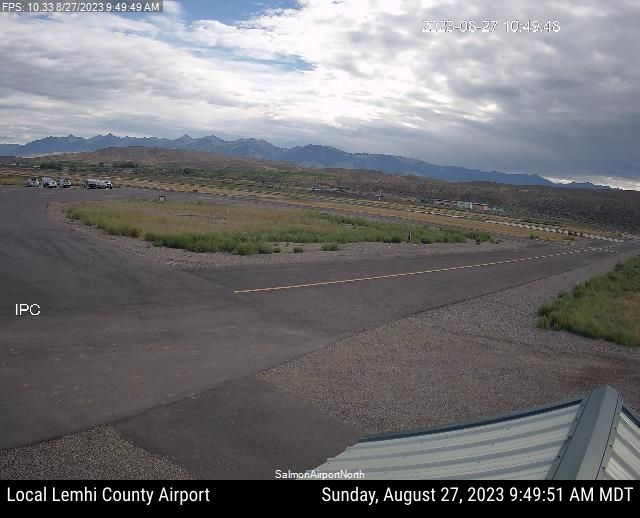 FPS: 10.33 8/27/2023 9:49:49 AM
2023-08-27 10:49:48
IPC
SalmonAirportNorth
Local Lemhi County Airport
Sunday, August 27, 2023 9:49:51 AM MDT